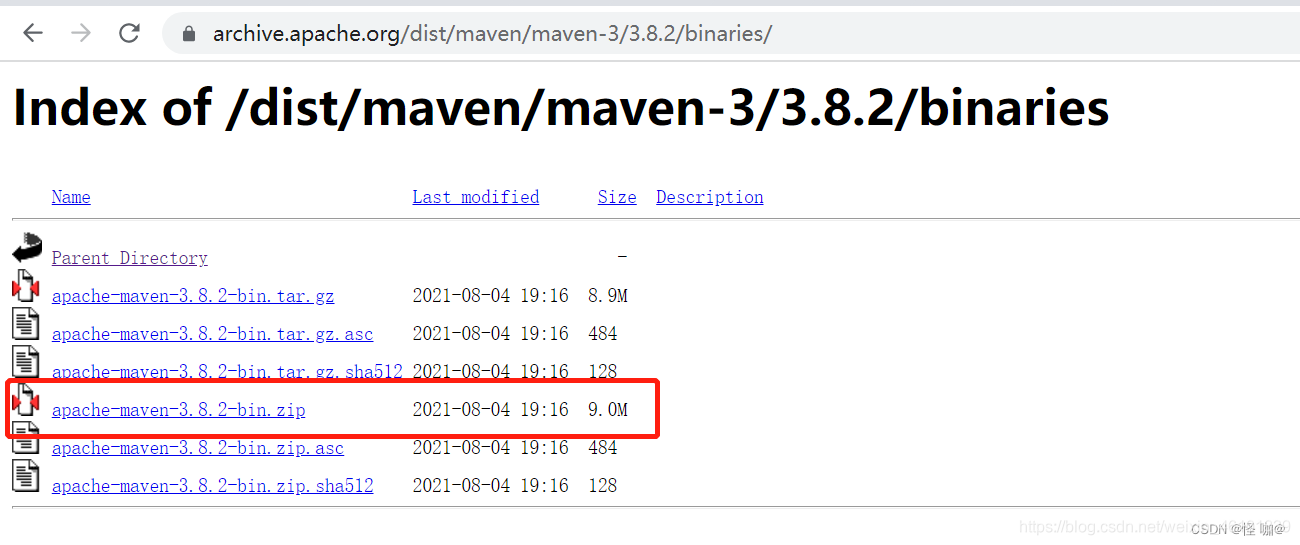 archive.apache.org/dist/maven/maven-3/3.8.2/binaries/
Index of /dist/maven/maven-3/3.8.2/binaries
Name Last modified Size Description
Parent Directory -
apache-maven-3.8.2-bin.tar.gz 2021-08-04 19:16 8.9M
apache-maven-3.8.2-bin.tar.gz.asc 2021-08-04 19:16 484
apache-maven-3.8.2-bin.tar.gz.sha512 2021-08-04 19:16 128
apache-maven-3.8.2-bin.zip 2021-08-04 19:16 9.0M
apache-maven-3.8.2-bin.zip.asc 2021-08-04 19:16 484
apache-maven-3.8.2-bin.zip.sha512 2021-08-04 19:16 128
CSDN @怪 咖@